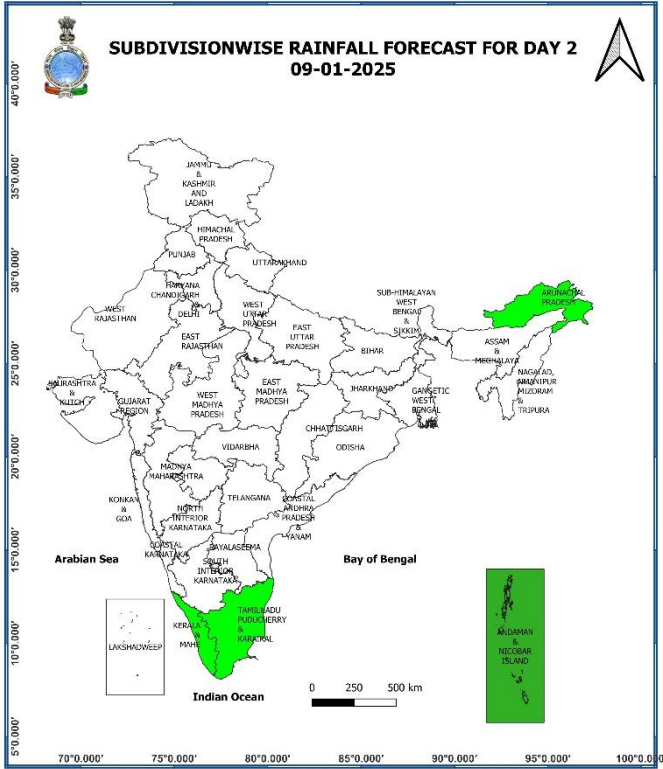 SUBDIVISIONWISE RAINFALL FORECAST FOR DAY 2
09-01-2025
40°0.000'
35°0.000'
30°0.000'
25°0.000'
20°0.000'
15°0.000'
10°0.000'
5°0.000'
JAMMU
&
KASHMIR
AND
LADAKH
HIMACHAL
PRADESH
PUNJAB
UTTARAKHAND
HARYANA
CHANDIGARH
DELHI
WEST
RAJASTHAN
WEST
UTTAR
PRADESH
EAST
RAJASTHAN
EAST
UTTAR
PRADESH
SUB-HIMALAYAN
WEST
BENGAL
&
SIKKIM
ARUNACHAL
PRADESH
ASSAM
&
MEGHALAYA
BIHAR
MANIPUR
MIZORAM
&
TRIPURA
SAURASHTRA
&
KUTCH
GUJARAT
REGION
WEST
MADHYA
PRADESH
EAST
MADHYA
PRADESH
JHARKHAND
GANGETIC
WEST
BENGAL
CHHATTISGARH
ODISHA
VIDARBHA
MADHYA
MAHARASHTRA
KONKAN
&
GOA
TELANGANA
NORTH
INTERIOR
KARNATAKA
COASTAL
ANDHRA
PRADESH
&
YANAM
COASTAL
KARNATAKA
RAYALASEEMA
SOUTH
INTERIOR
KARNATAKA
Arabian Sea
Bay of Bengal
LAKSHADWEEP
KERALA
&
MAHE
PUDUCHERRY
&
KARAIKAL
ANDAMAN
&
NICOBAR
ISLAND
Indian Ocean
0 250 500 km
70°0.000' 75°0.000' 80°0.000' 85°0.000' 90°0.000' 95°0.000' 100°0.000'